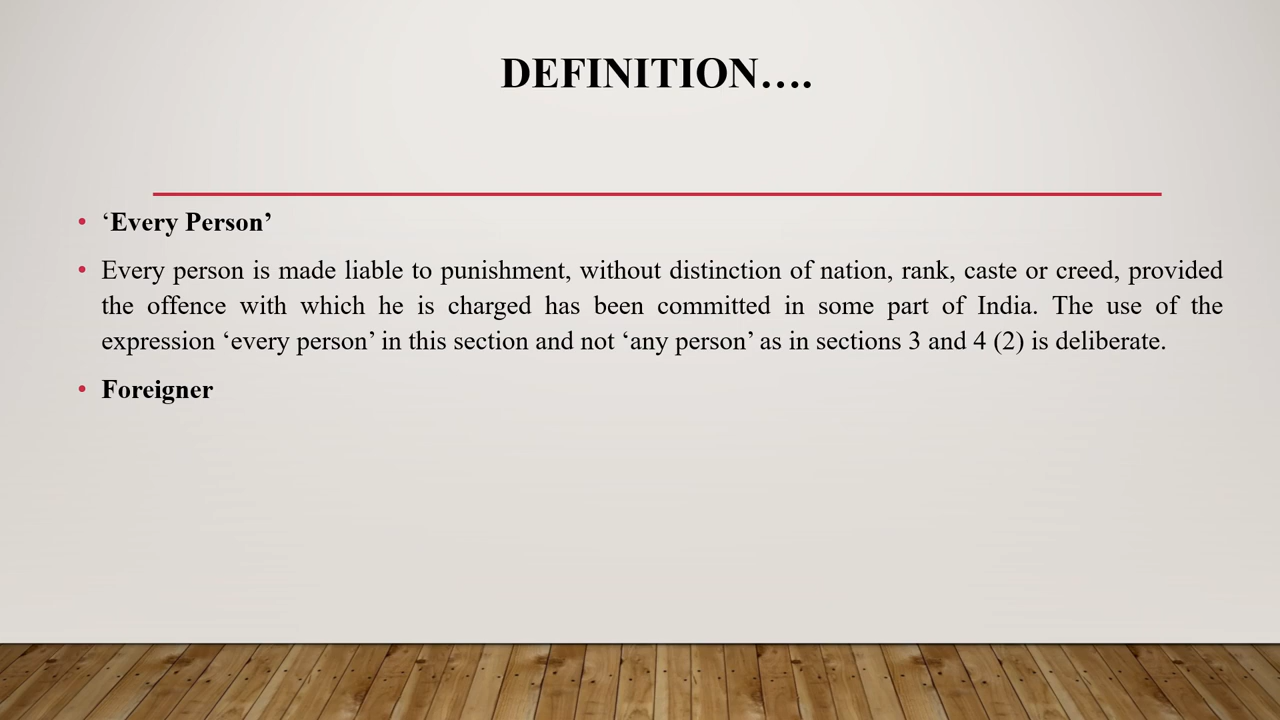 DEFINITION….
• ‘Every Person’
• Every person is made liable to punishment, without distinction of nation, rank, caste or creed, provided
the offence with which he is charged has been committed in some part of India. The use of the
expression ‘every person’ in this section and not ‘any person’ as in sections 3 and 4 (2) is deliberate.
• Foreigner